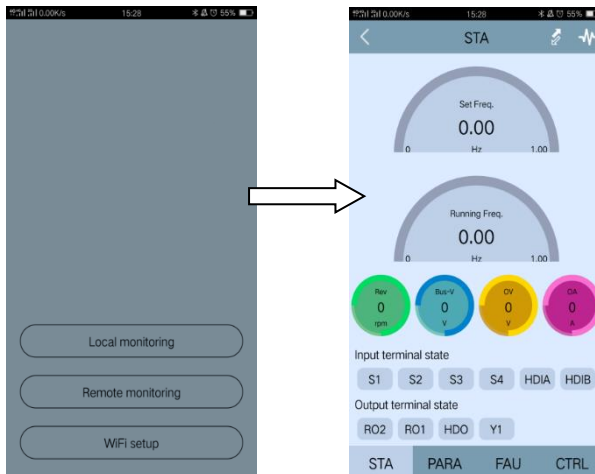 0.00K/s 15:28 55%
Local monitoring
Remote monitoring
WiFi setup
0.00K/s 15:28 55%
STA
Set Freq.
0.00
0 Hz 1.00
Running Freq.
0.00
0 Hz 1.00
Rev Bus-V OV OA
0 0 0 0
rpm V V A
Input terminal state
S1 S2 S3 S4 HDIA HDIB
Output terminal state
RO2 RO1 HDO Y1
STA PARA FAU CTRL